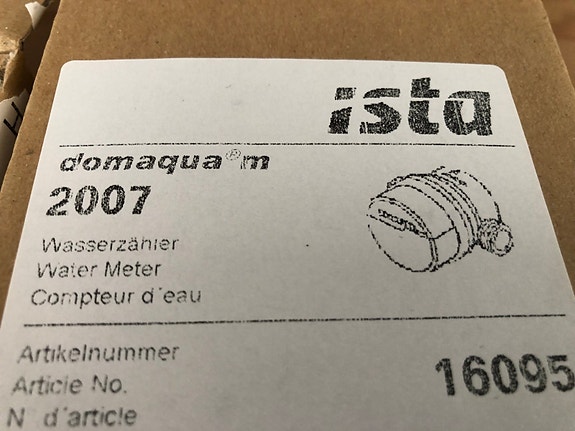 ista
domaqua®m
2007
Wasserzähler
Water Meter
Compteur d'eau
Artikelnummer
Article No.
N° d'article
16095